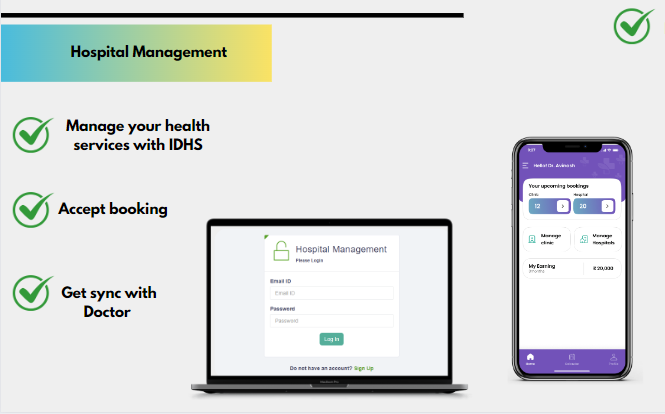 Hospital Management
Manage your health
services with IDHS
Accept booking
Get sync with
Doctor
Hospital Management
Please Login
Email ID
Email ID
Password
Password
Log In
Do not have an account? Sign Up
Hello! Dr. Avinash
Your upcoming bookings
Clinic
Hospital
12
20
Manage
clinic
Manage
Hospitals
My Earning
₹ 20,000
Home